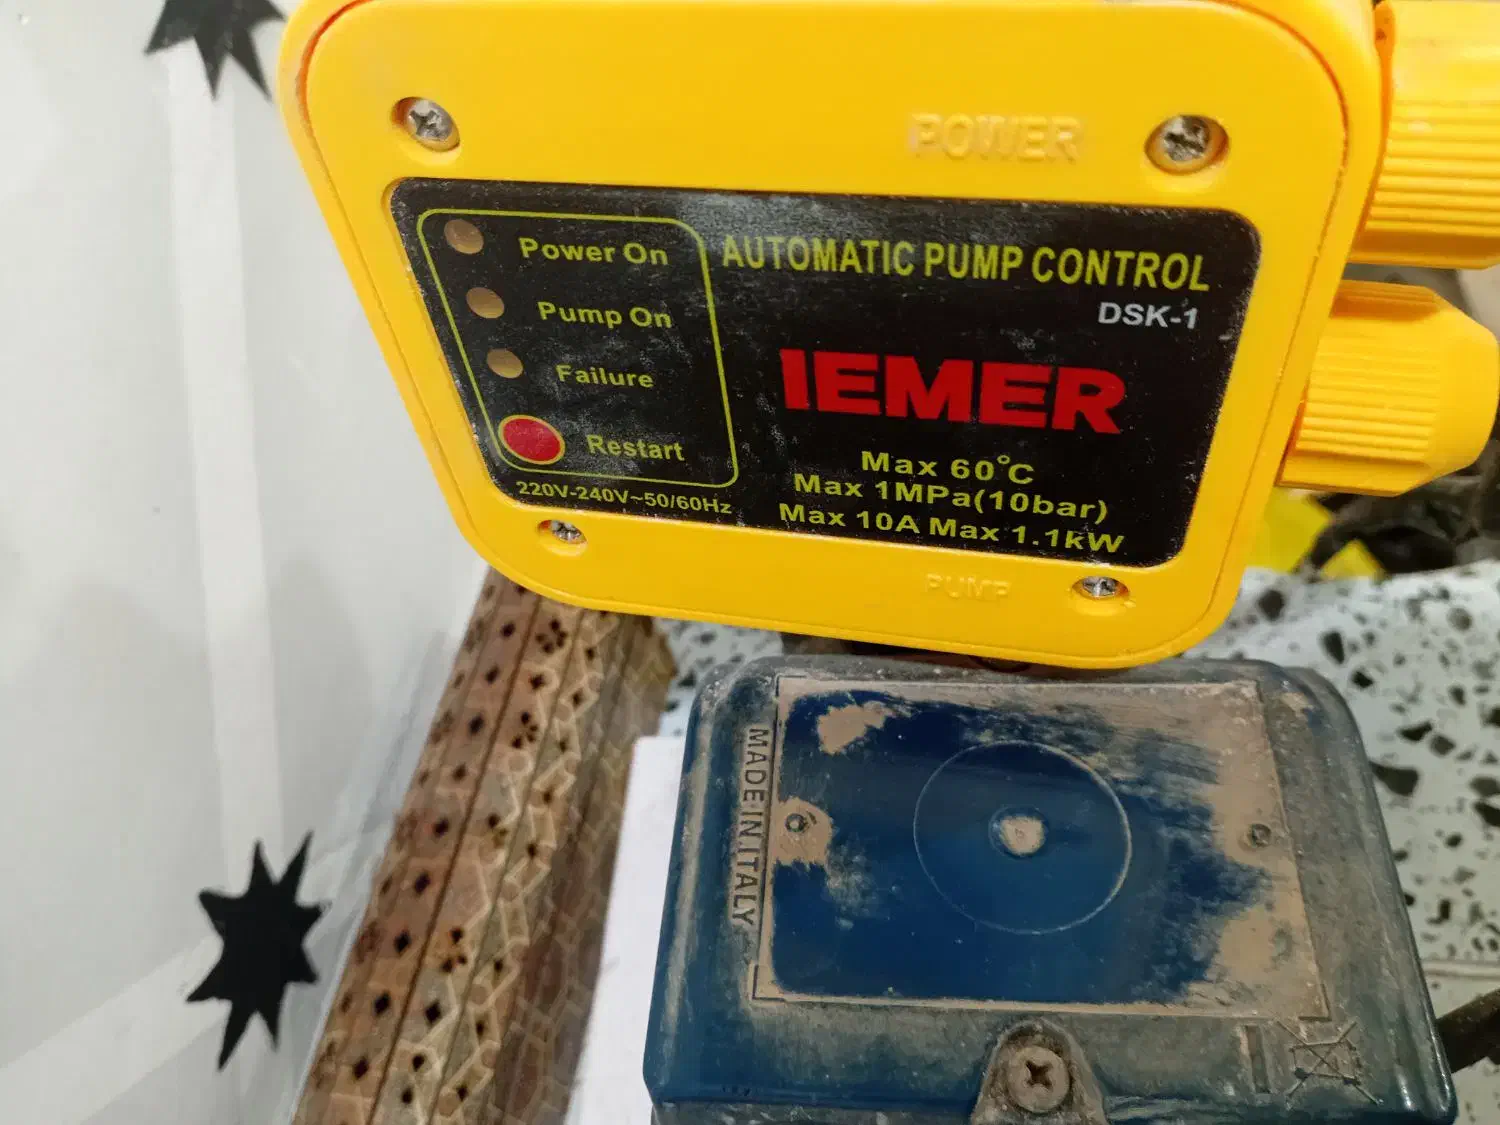 POWER
Power On
Pump On
Failure
Restart
220V-240V~50/60Hz
AUTOMATIC PUMP CONTROL
DSK-1
IEMER
Max 60°C
Max 1MPa(10bar)
Max 10A Max 1.1kW
PUMP
MADE IN ITALY